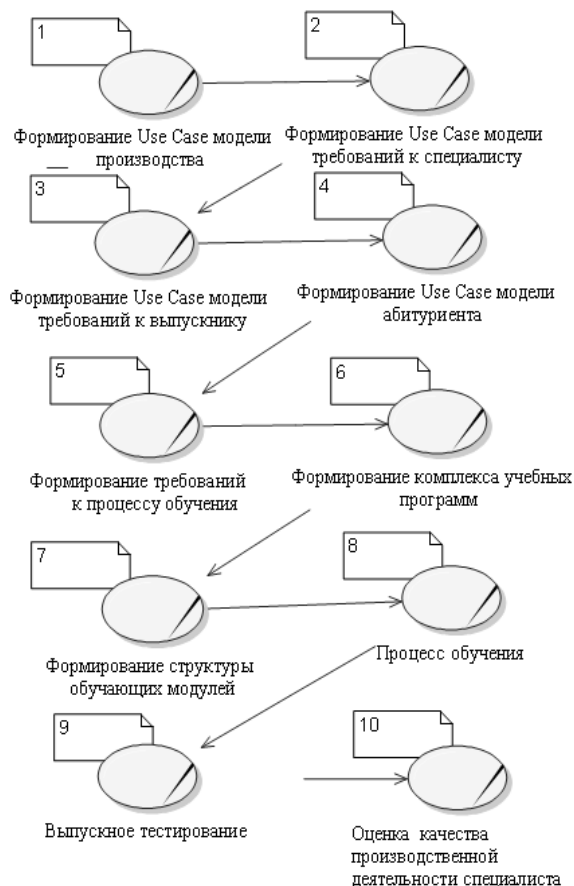 1
2
Формирование Use Case модели
производства
Формирование Use Case модели
требований к специалисту
3
4
Формирование Use Case модели
требований к выпускнику
Формирование Use Case модели
абитуриента
5
6
Формирование требований
к процессу обучения
Формирование комплекса учебных
программ
7
8
Формирование структуры
обучающих модулей
Процесс обучения
9
10
Выпускное тестирование
Оценка качества
производственной
деятельности специалиста